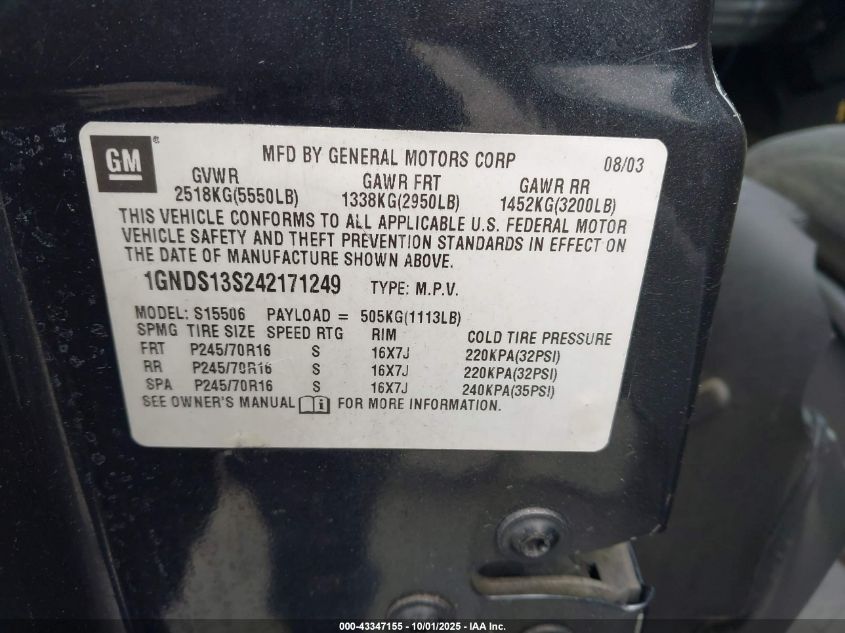 GM® MFD BY GENERAL MOTORS CORP 08/03
GVWR GAWR FRT GAWR RR
2518KG(5550LB) 1338KG(2950LB) 1452KG(3200LB)
THIS VEHICLE CONFORMS TO ALL APPLICABLE U.S. FEDERAL MOTOR
VEHICLE SAFETY AND THEFT PREVENTION STANDARDS IN EFFECT ON
THE DATE OF MANUFACTURE SHOWN ABOVE.
1GNDS13S242171249 TYPE: M.P.V.
MODEL: S15506 PAYLOAD = 505KG(1113LB)
SPMG TIRE SIZE SPEED RTG RIM COLD TIRE PRESSURE
FRT P245/70R16 S 16X7J 220KPA(32PSI)
RR P245/70R16 S 16X7J 220KPA(32PSI)
SPA P245/70R16 S 16X7J 240KPA(35PSI)
SEE OWNER'S MANUAL FOR MORE INFORMATION.
000-43347155 - 10/01/2025 - IAA Inc.